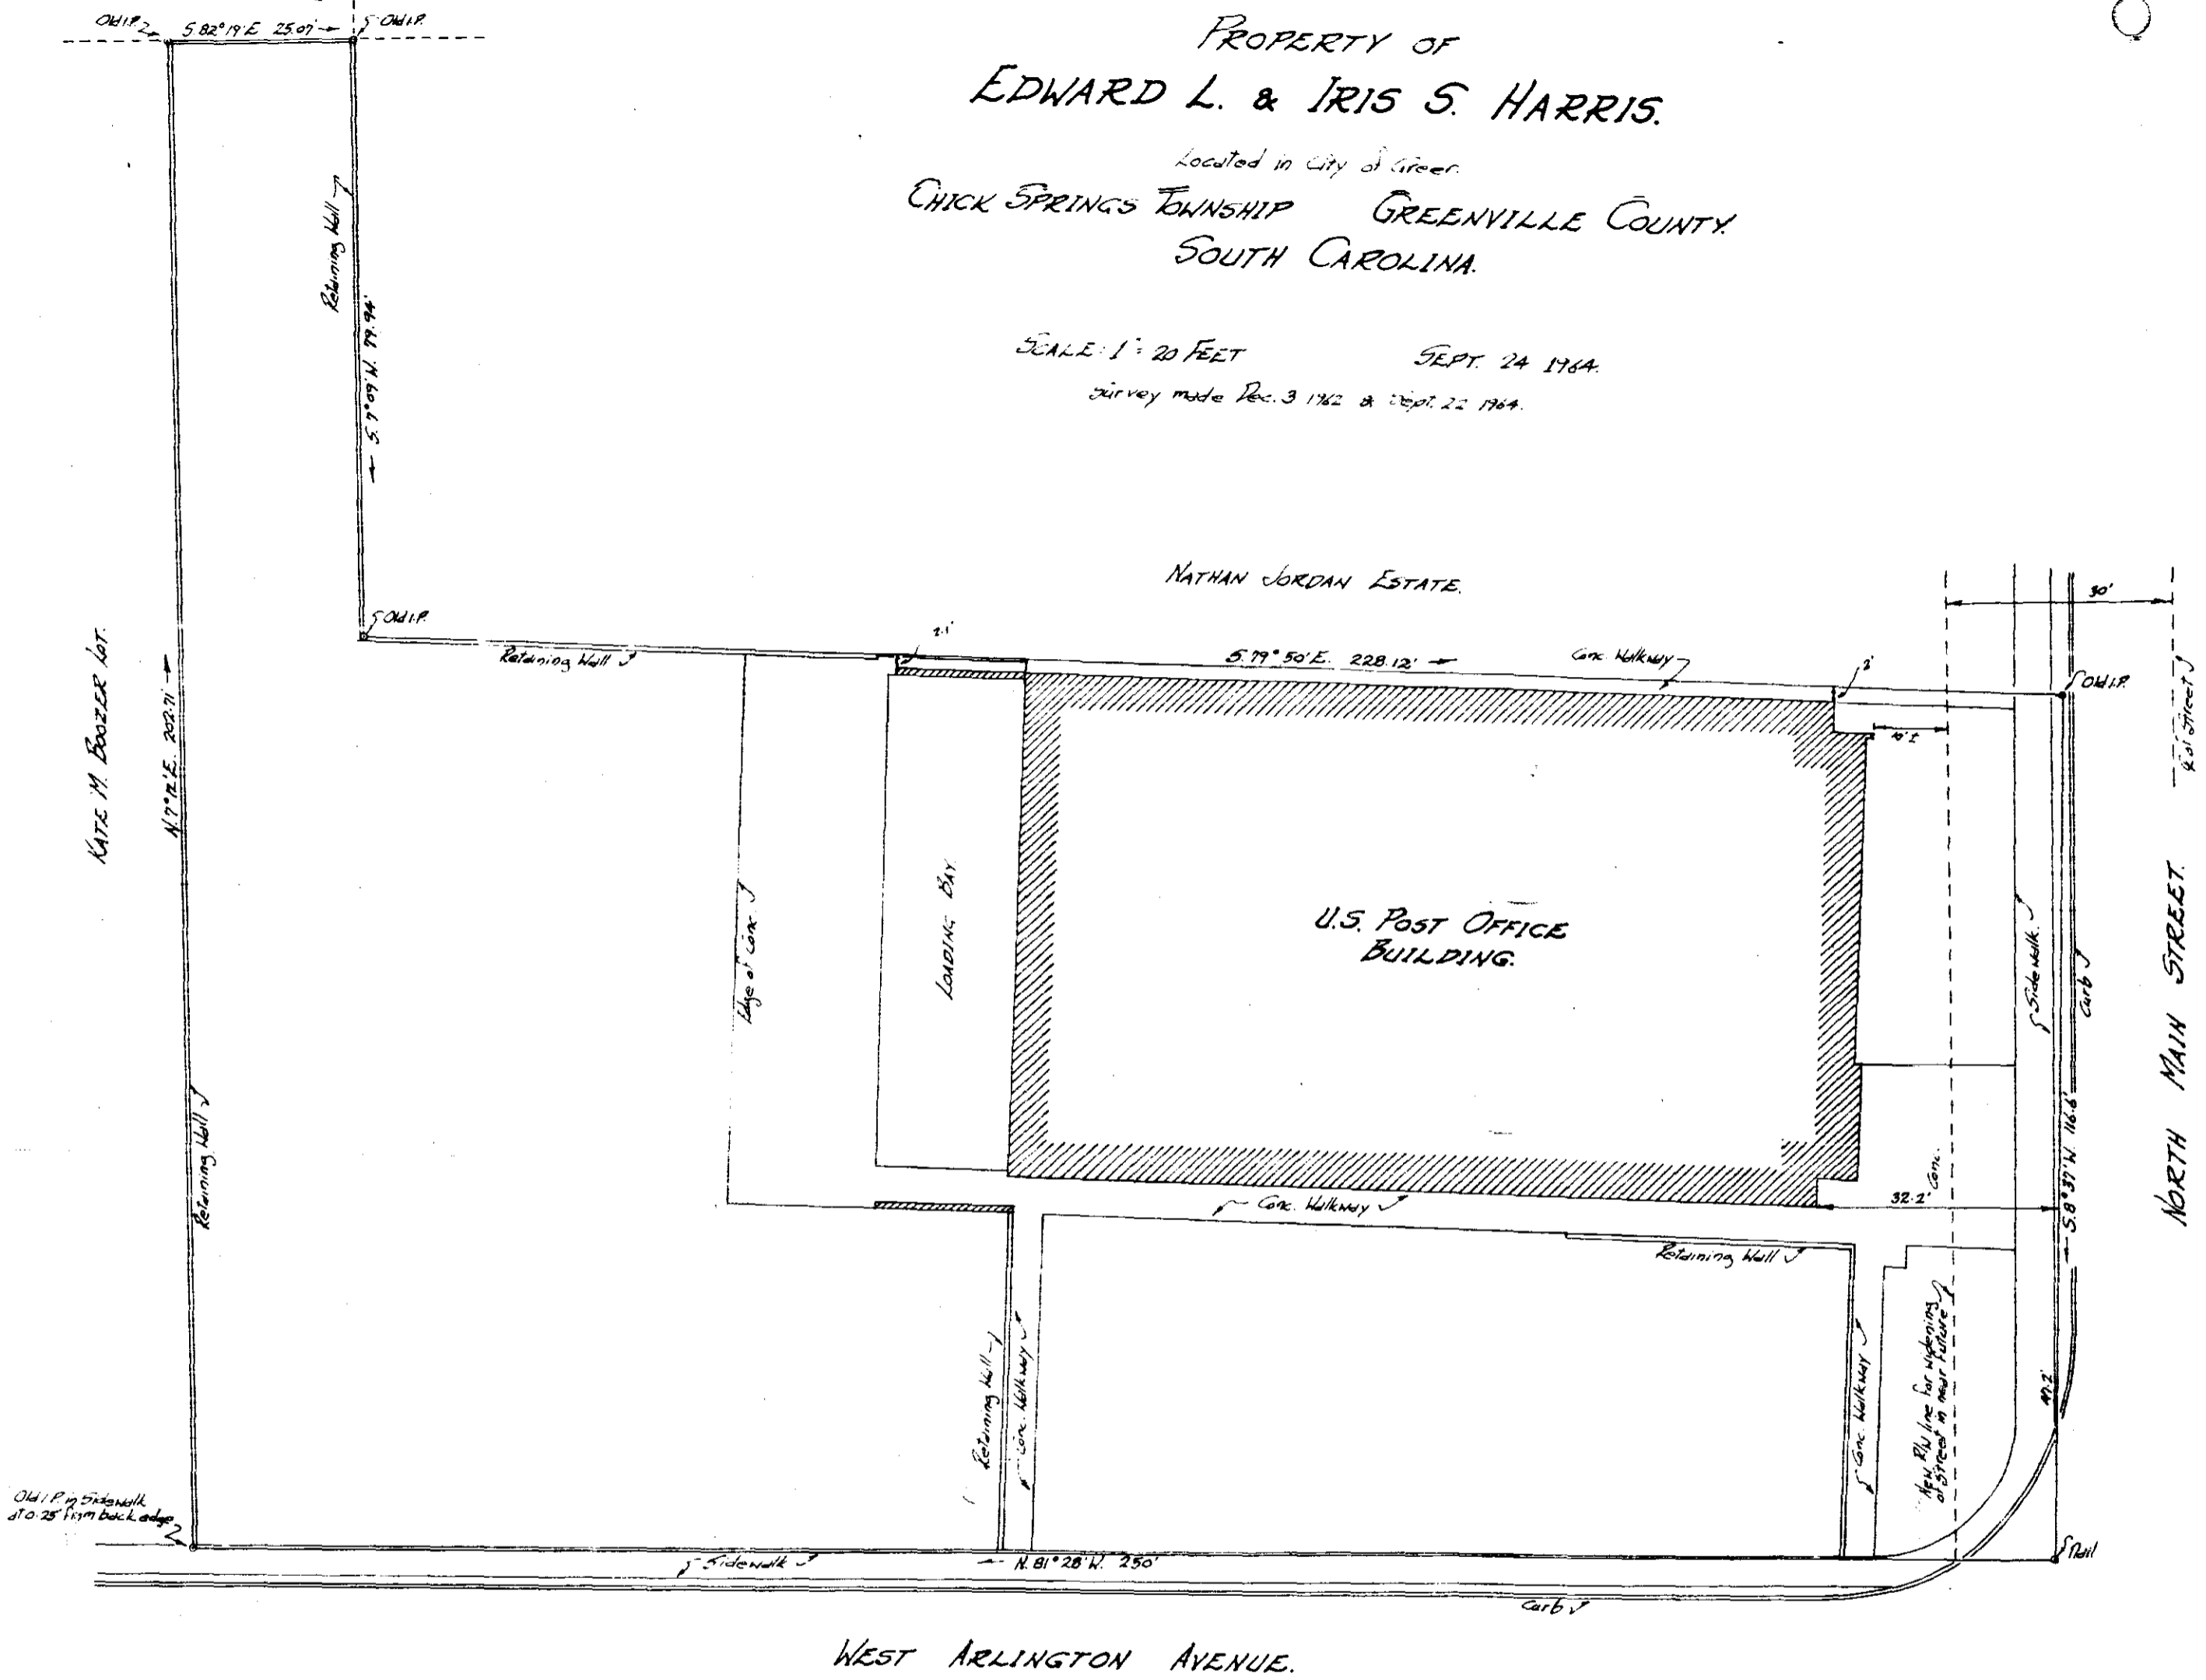 Old I.P.
S. 82° 19' E. 25.07'
Old I.P.
PROPERTY OF
EDWARD L. & IRIS S. HARRIS.
Located in City of Greer.
CHICK SPRINGS TOWNSHIP GREENVILLE COUNTY.
SOUTH CAROLINA.
SCALE: 1" = 20 FEET SEPT. 24 1964.
Survey made Dec. 3 1962 & Sept. 22 1964.
Retaining Wall
S. 7° 09' W. 79.94'
NATHAN JORDAN ESTATE.
Old I.P.
Retaining Wall
2.1'
S. 79° 50' E. 228.12'
Conc. Walkway
2'
30'
Old I.P.
℄ of Street
KATE M. BOOZER LOT.
N. 7° 12' E. 202.71'
Edge of Conc.
LOADING BAY.
U.S. POST OFFICE
BUILDING.
Sidewalk.
Curb
NORTH MAIN STREET.
Retaining Wall
Conc. Walkway
Retaining Wall
32.2'
Conc.
S. 8° 37' W. 116.6'
Retaining Wall
Conc. Walkway
Conc. Walkway
New R/W line for widening
of Street in near future
Old I.P. in Sidewalk
at 0.25' from back edge
Sidewalk
N. 81° 28' W. 250'
Nail
Curb
WEST ARLINGTON AVENUE.